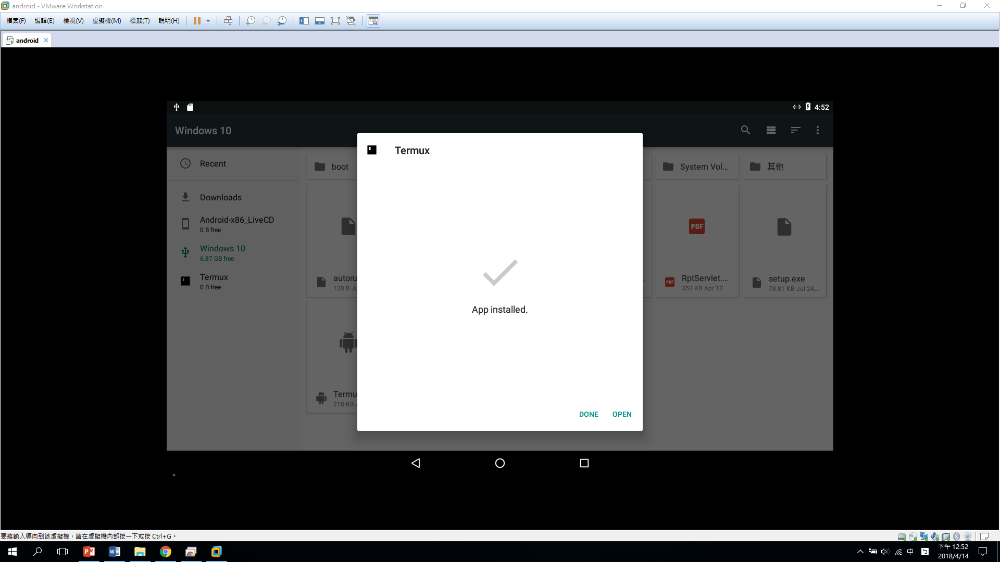 android - VMware Workstation
檔案(F) 編輯(E) 檢視(V) 虛擬機(M) 標籤(T) 說明(H)
android
4:52
Windows 10
Termux
Recent
boot
System Vol...
其他
Downloads
Android-x86_LiveCD
0 B free
PDF
Windows 10
6.87 GB free
Termux
0 B free
autoru
128 B Ju
PDF
RptServlet....
352 KB Apr 12
setup.exe
78.81 KB Jul 24,...
App installed.
Termu
218 KB A
DONE OPEN
要將輸入導向到該虛擬機，請在虛擬機內部按一下或按 Ctrl+G。
中
ㄅ
下午 12:52
2018/4/14